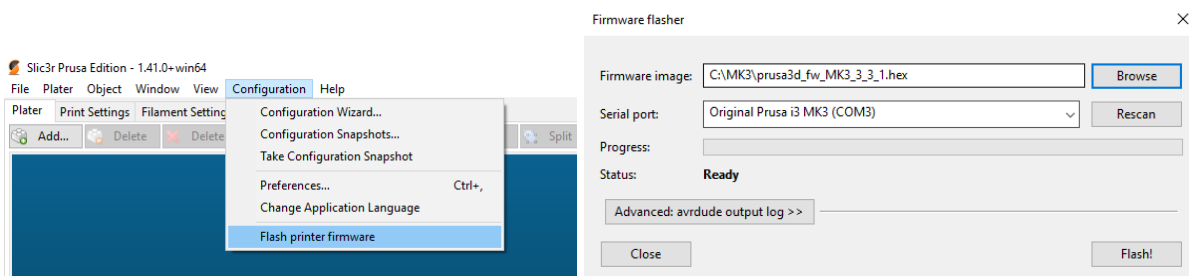 Slic3r Prusa Edition - 1.41.0+win64
File Plater Object Window View Configuration Help
Plater Print Settings Filament Setting
Add... Delete Delete Split
Configuration Wizard...
Configuration Snapshots...
Take Configuration Snapshot
Preferences... Ctrl+,
Change Application Language
Flash printer firmware
Firmware flasher
Firmware image: C:\MK3\prusa3d_fw_MK3_3_3_1.hex Browse
Serial port: Original Prusa i3 MK3 (COM3) Rescan
Progress:
Status: Ready
Advanced: avrdude output log >>
Close Flash!